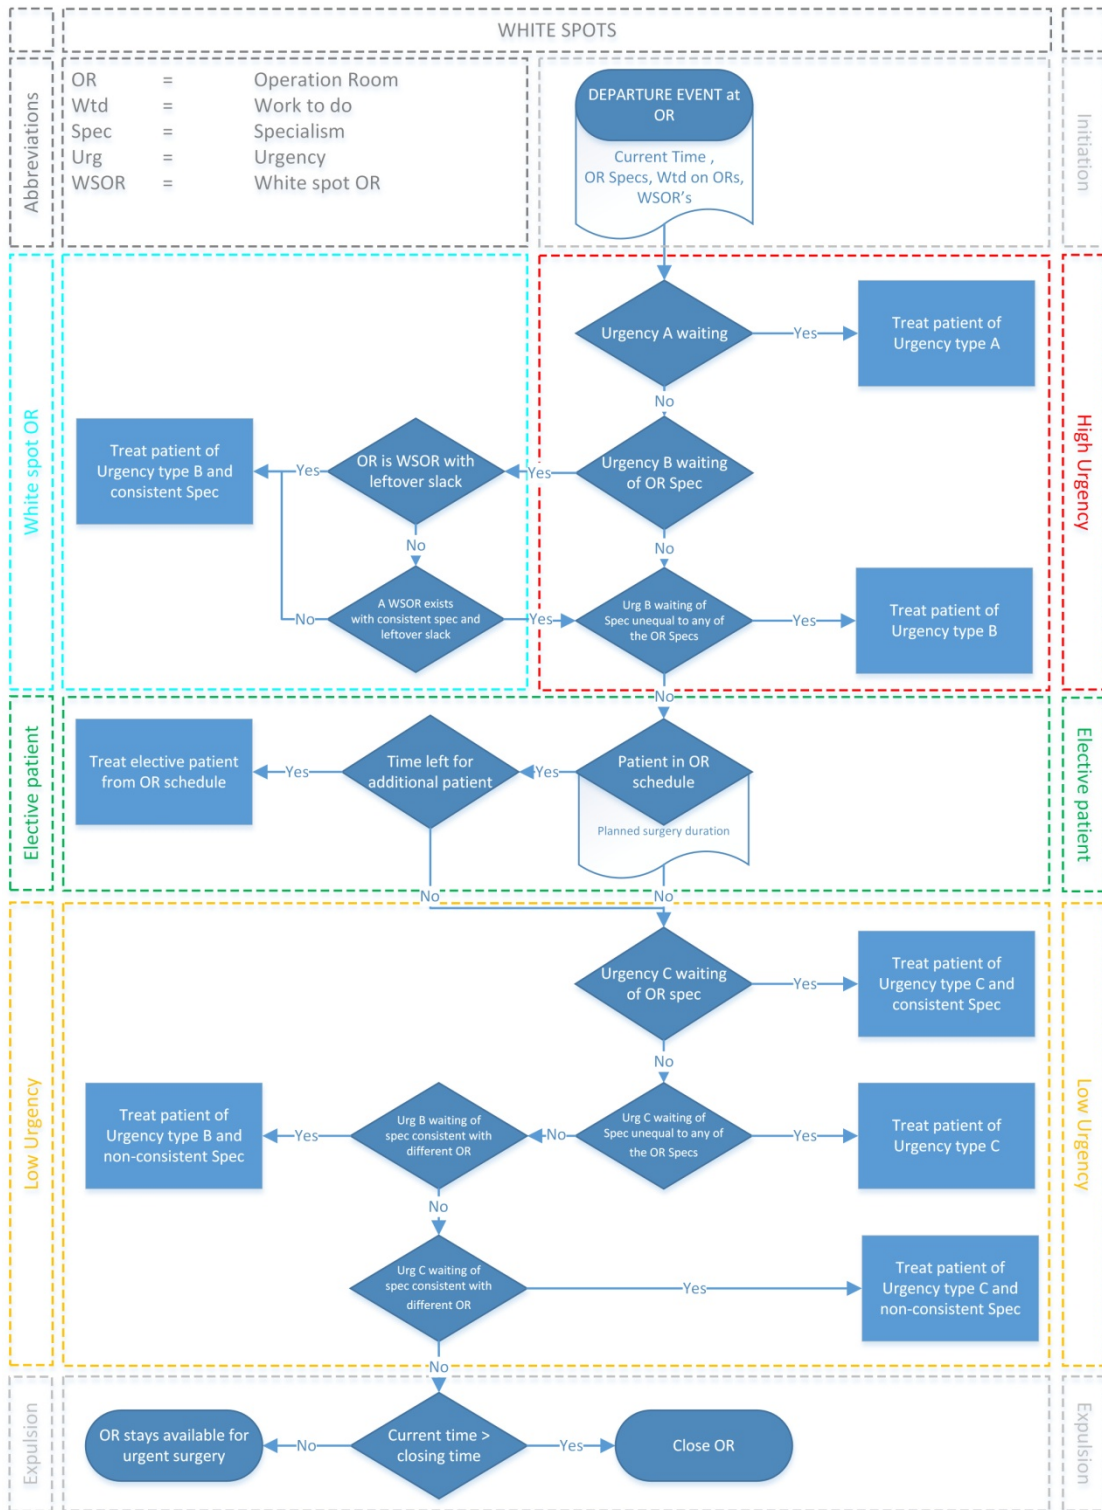 WHITE SPOTS
Abbreviations
OR = Operation Room
Wtd = Work to do
Spec = Specialism
Urg = Urgency
WSOR = White spot OR
DEPARTURE EVENT at
OR
Current Time ,
OR Specs, Wtd on ORs,
WSOR's
Initiation
White spot OR
High Urgency
Urgency A waiting
Yes
Treat patient of
Urgency type A
No
Treat patient of
Urgency type B and
consistent Spec
Yes
OR is WSOR with
leftover slack
Yes
Urgency B waiting
of OR Spec
No
No
No
A WSOR exists
with consistent spec and
leftover slack
Yes
Urg B waiting of
Spec unequal to any of
the OR Specs
Yes
Treat patient of
Urgency type B
No
Elective patient
Treat elective patient
from OR schedule
Yes
Time left for
additional patient
Yes
Patient in OR
schedule
Planned surgery duration
Elective patient
No
No
Low Urgency
Urgency C waiting
of OR spec
Yes
Treat patient of
Urgency type C and
consistent Spec
Low Urgency
No
Treat patient of
Urgency type B and
non-consistent Spec
Yes
Urg B waiting of
spec consistent with
different OR
No
Urg C waiting of
Spec unequal to any of
the OR Specs
Yes
Treat patient of
Urgency type C
No
Urg C waiting of
spec consistent with
different OR
Yes
Treat patient of
Urgency type C and
non-consistent Spec
No
Expulsion
OR stays available for
urgent surgery
No
Current time >
closing time
Yes
Close OR
Expulsion